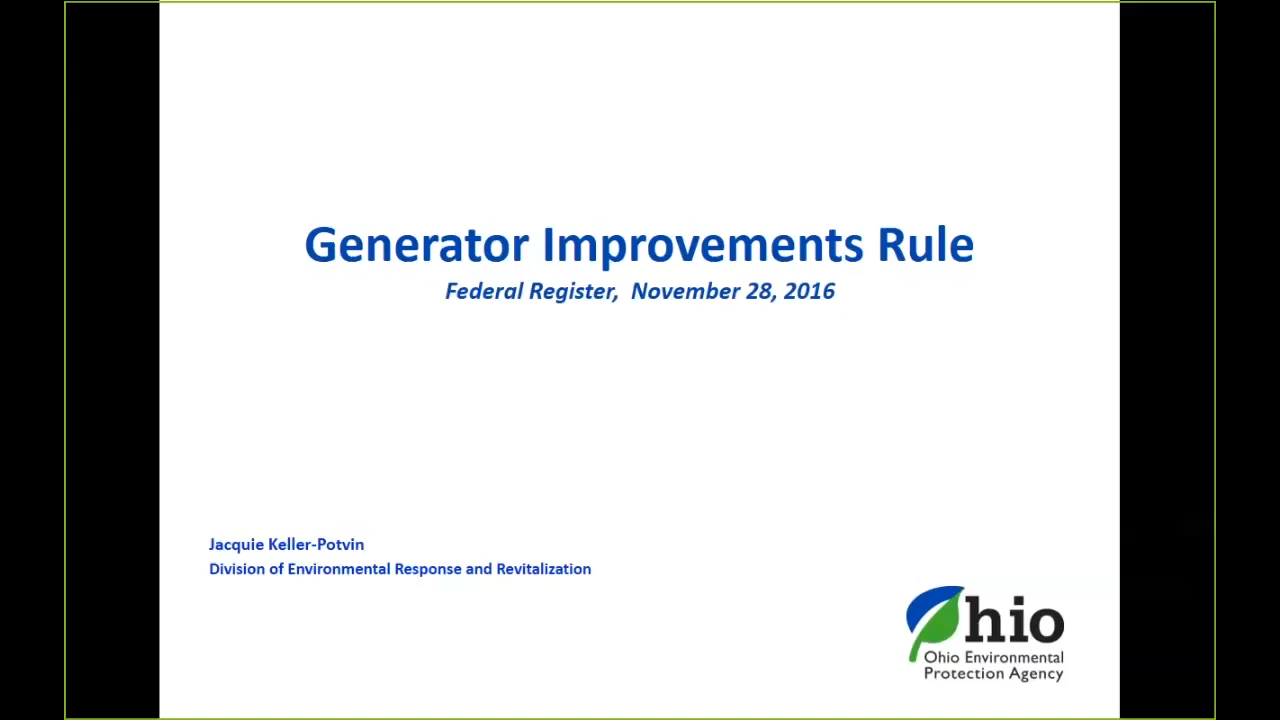 Generator Improvements Rule
Federal Register, November 28, 2016
Jacquie Keller-Potvin
Division of Environmental Response and Revitalization
Ohio
Ohio Environmental
Protection Agency